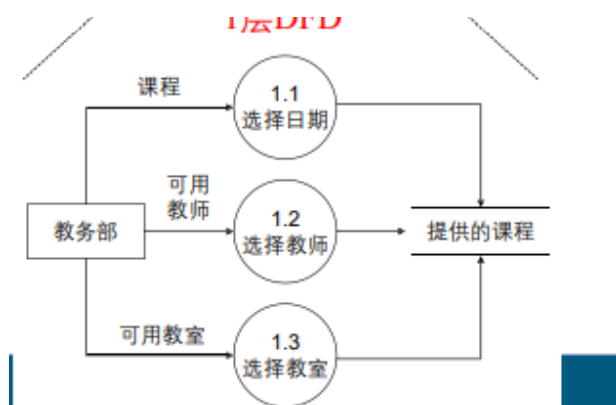 1层DFD
课程
1.1
选择日期
可用
教师
教务部
1.2
选择教师
提供的课程
可用教室
1.3
选择教室